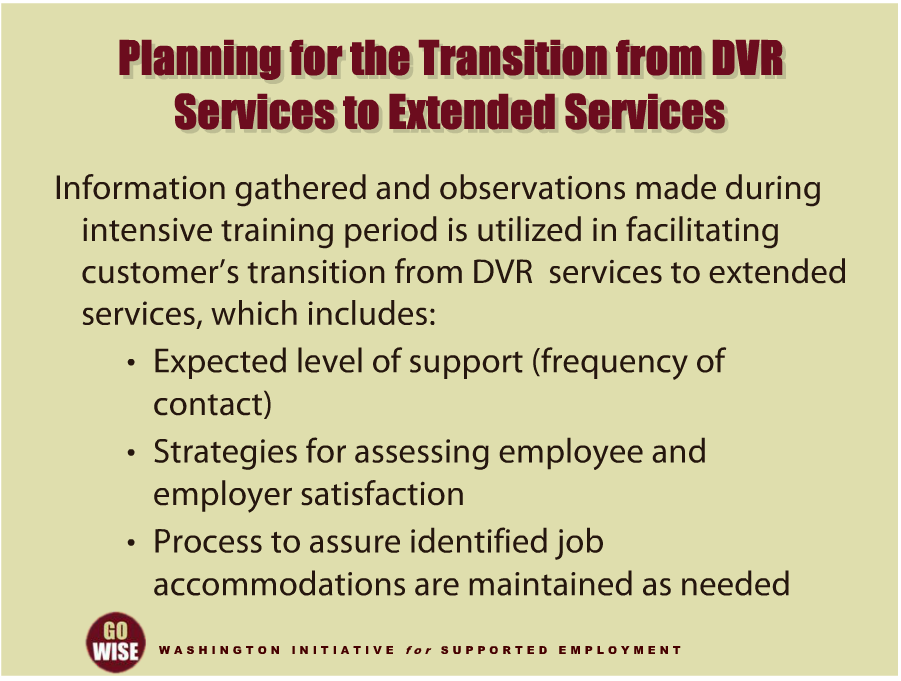 Planning for the Transition from DVR
Services to Extended Services
Information gathered and observations made during
intensive training period is utilized in facilitating
customer’s transition from DVR  services to extended
services, which includes:
• Expected level of support (frequency of
contact)
• Strategies for assessing employee and
employer satisfaction
• Process to assure identified job
accommodations are maintained as needed
GO
WISE
WASHINGTON INITIATIVE for SUPPORTED EMPLOYMENT